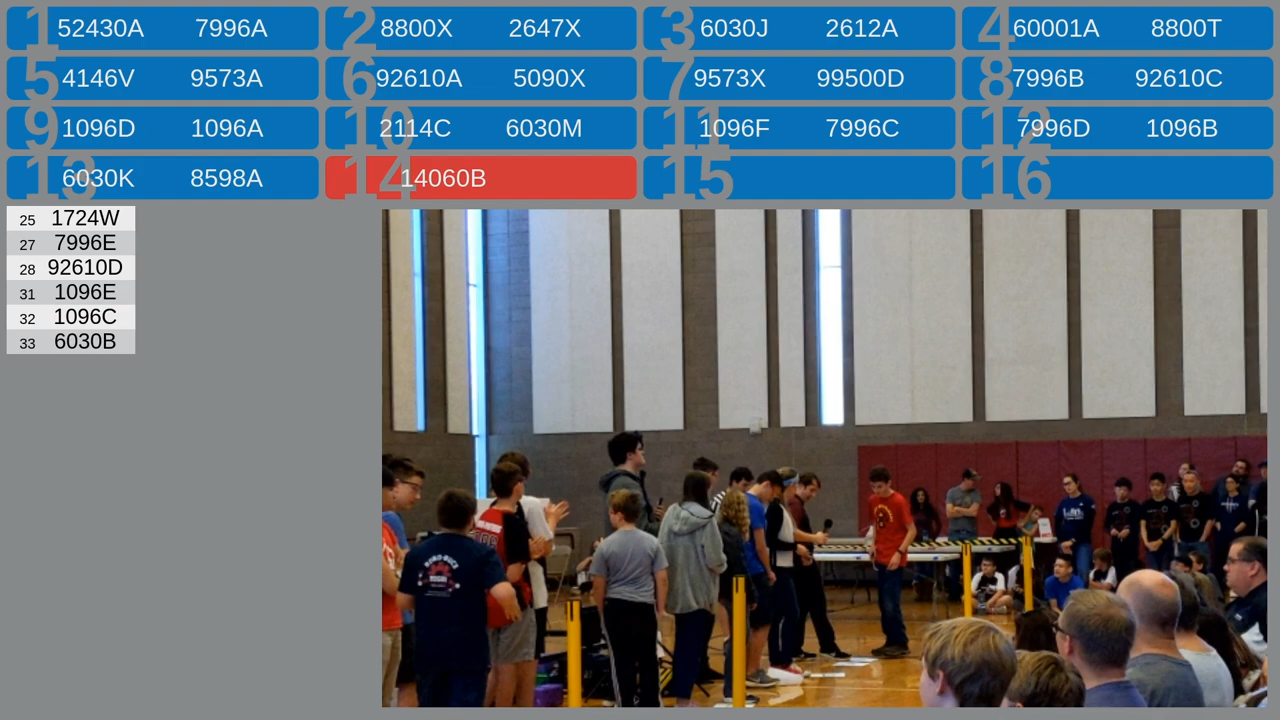 1 52430A 7996A
2 8800X 2647X
3 6030J 2612A
4 60001A 8800T
5 4146V 9573A
6 92610A 5090X
7 9573X 99500D
8 7996B 92610C
9 1096D 1096A
10 2114C 6030M
11 1096F 7996C
12 7996D 1096B
13 6030K 8598A
14 14060B
15
16
25 1724W
27 7996E
28 92610D
31 1096E
32 1096C
33 6030B